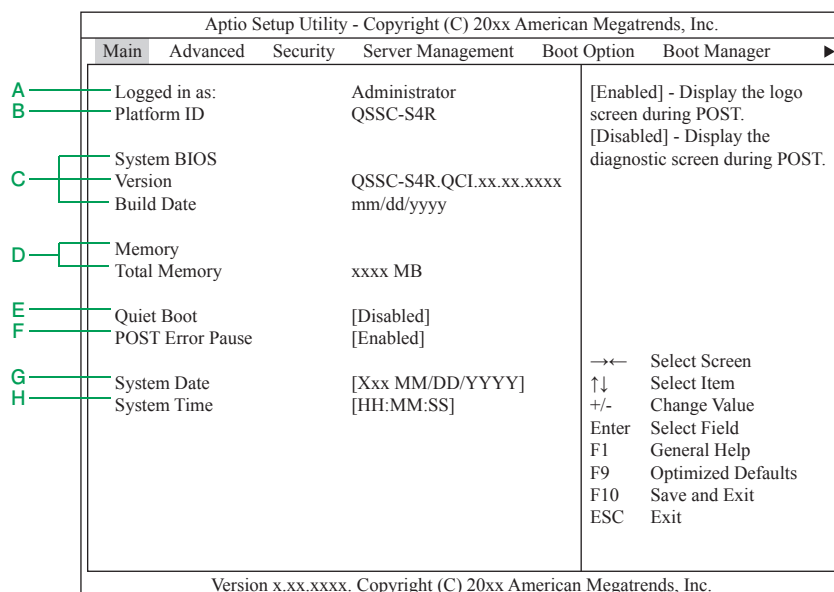 Aptio Setup Utility - Copyright (C) 20xx American Megatrends, Inc.
Main Advanced Security Server Management Boot Option Boot Manager ▶
A Logged in as: Administrator
B Platform ID QSSC-S4R
System BIOS
C Version QSSC-S4R.QCI.xx.xx.xxxx
Build Date mm/dd/yyyy
D Memory
Total Memory xxxx MB
E Quiet Boot [Disabled]
F POST Error Pause [Enabled]
G System Date [Xxx MM/DD/YYYY]
H System Time [HH:MM:SS]
[Enabled] - Display the logo
screen during POST.
[Disabled] - Display the
diagnostic screen during POST.
→← Select Screen
↑↓ Select Item
+/- Change Value
Enter Select Field
F1 General Help
F9 Optimized Defaults
F10 Save and Exit
ESC Exit
Version x.xx.xxxx. Copyright (C) 20xx American Megatrends, Inc.